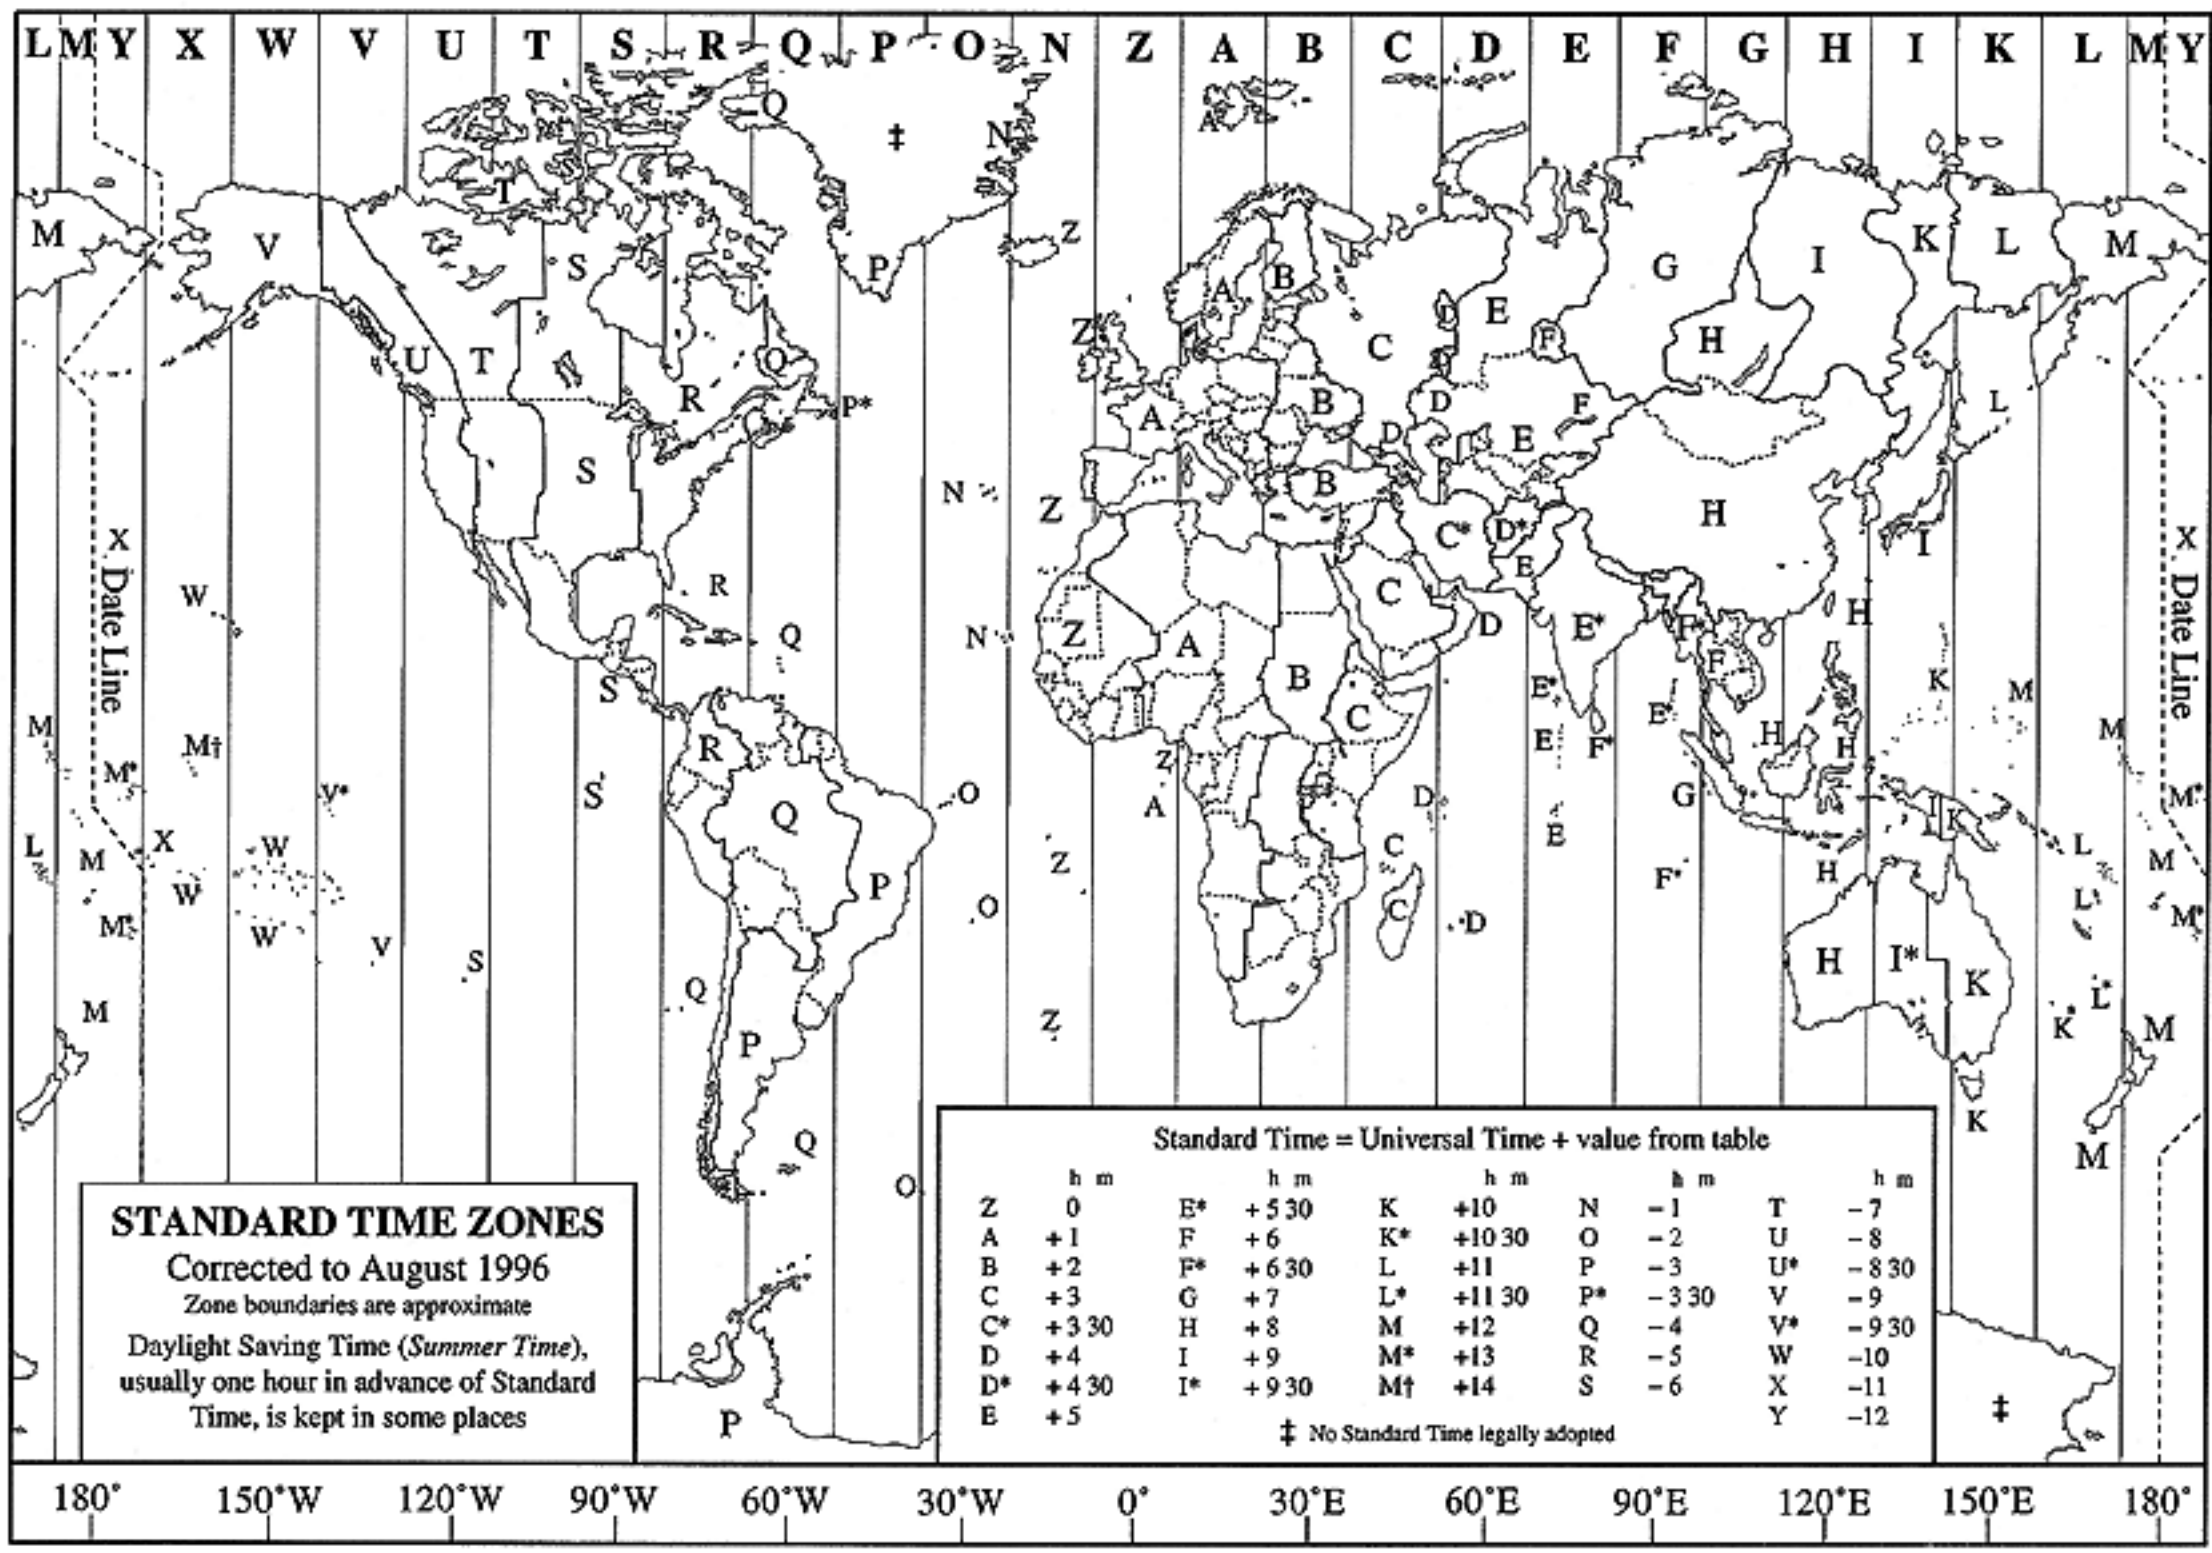 L M Y X W V U T S R Q P O N Z A B C D E F G H I K L M Y
Q
‡
N
A
T
M
V
S
P
Z
A
B
G
I
K
L
M
D
E
C
H
F
U
T
Z
Q
R
P*
A
B
D
D
F
L
D
E
S
N
Z
B
H
C*
D*
E
I
X Date Line
X Date Line
W
R
C
D
E*
F*
H
N
Z
A
Q
F
S
B
E*
E*
K
M
M
M†
R
C
E
F*
H
H
M
M*
V*
S
O
Z
A
D
G
M*
Q
E
I
K
L
M
X
W
Z
C
L
M
W
P
F*
H
M*
W
O
C
D
L
M*
V
S
H
I*
K
M
Q
P
Z
K
L*
M
Q
K
M
O
P
‡
STANDARD TIME ZONES
Corrected to August 1996
Zone boundaries are approximate
Daylight Saving Time (Summer Time),
usually one hour in advance of Standard
Time, is kept in some places
Standard Time = Universal Time + value from table
h m h m h m h m h m
Z 0 E* +5 30 K +10 N −1 T −7
A +1 F +6 K* +10 30 O −2 U −8
B +2 F* +6 30 L +11 P −3 U* −8 30
C +3 G +7 L* +11 30 P* −3 30 V −9
C* +3 30 H +8 M +12 Q −4 V* −9 30
D +4 I +9 M* +13 R −5 W −10
D* +4 30 I* +9 30 M† +14 S −6 X −11
E +5 Y −12
‡ No Standard Time legally adopted
180° 150°W 120°W 90°W 60°W 30°W 0° 30°E 60°E 90°E 120°E 150°E 180°